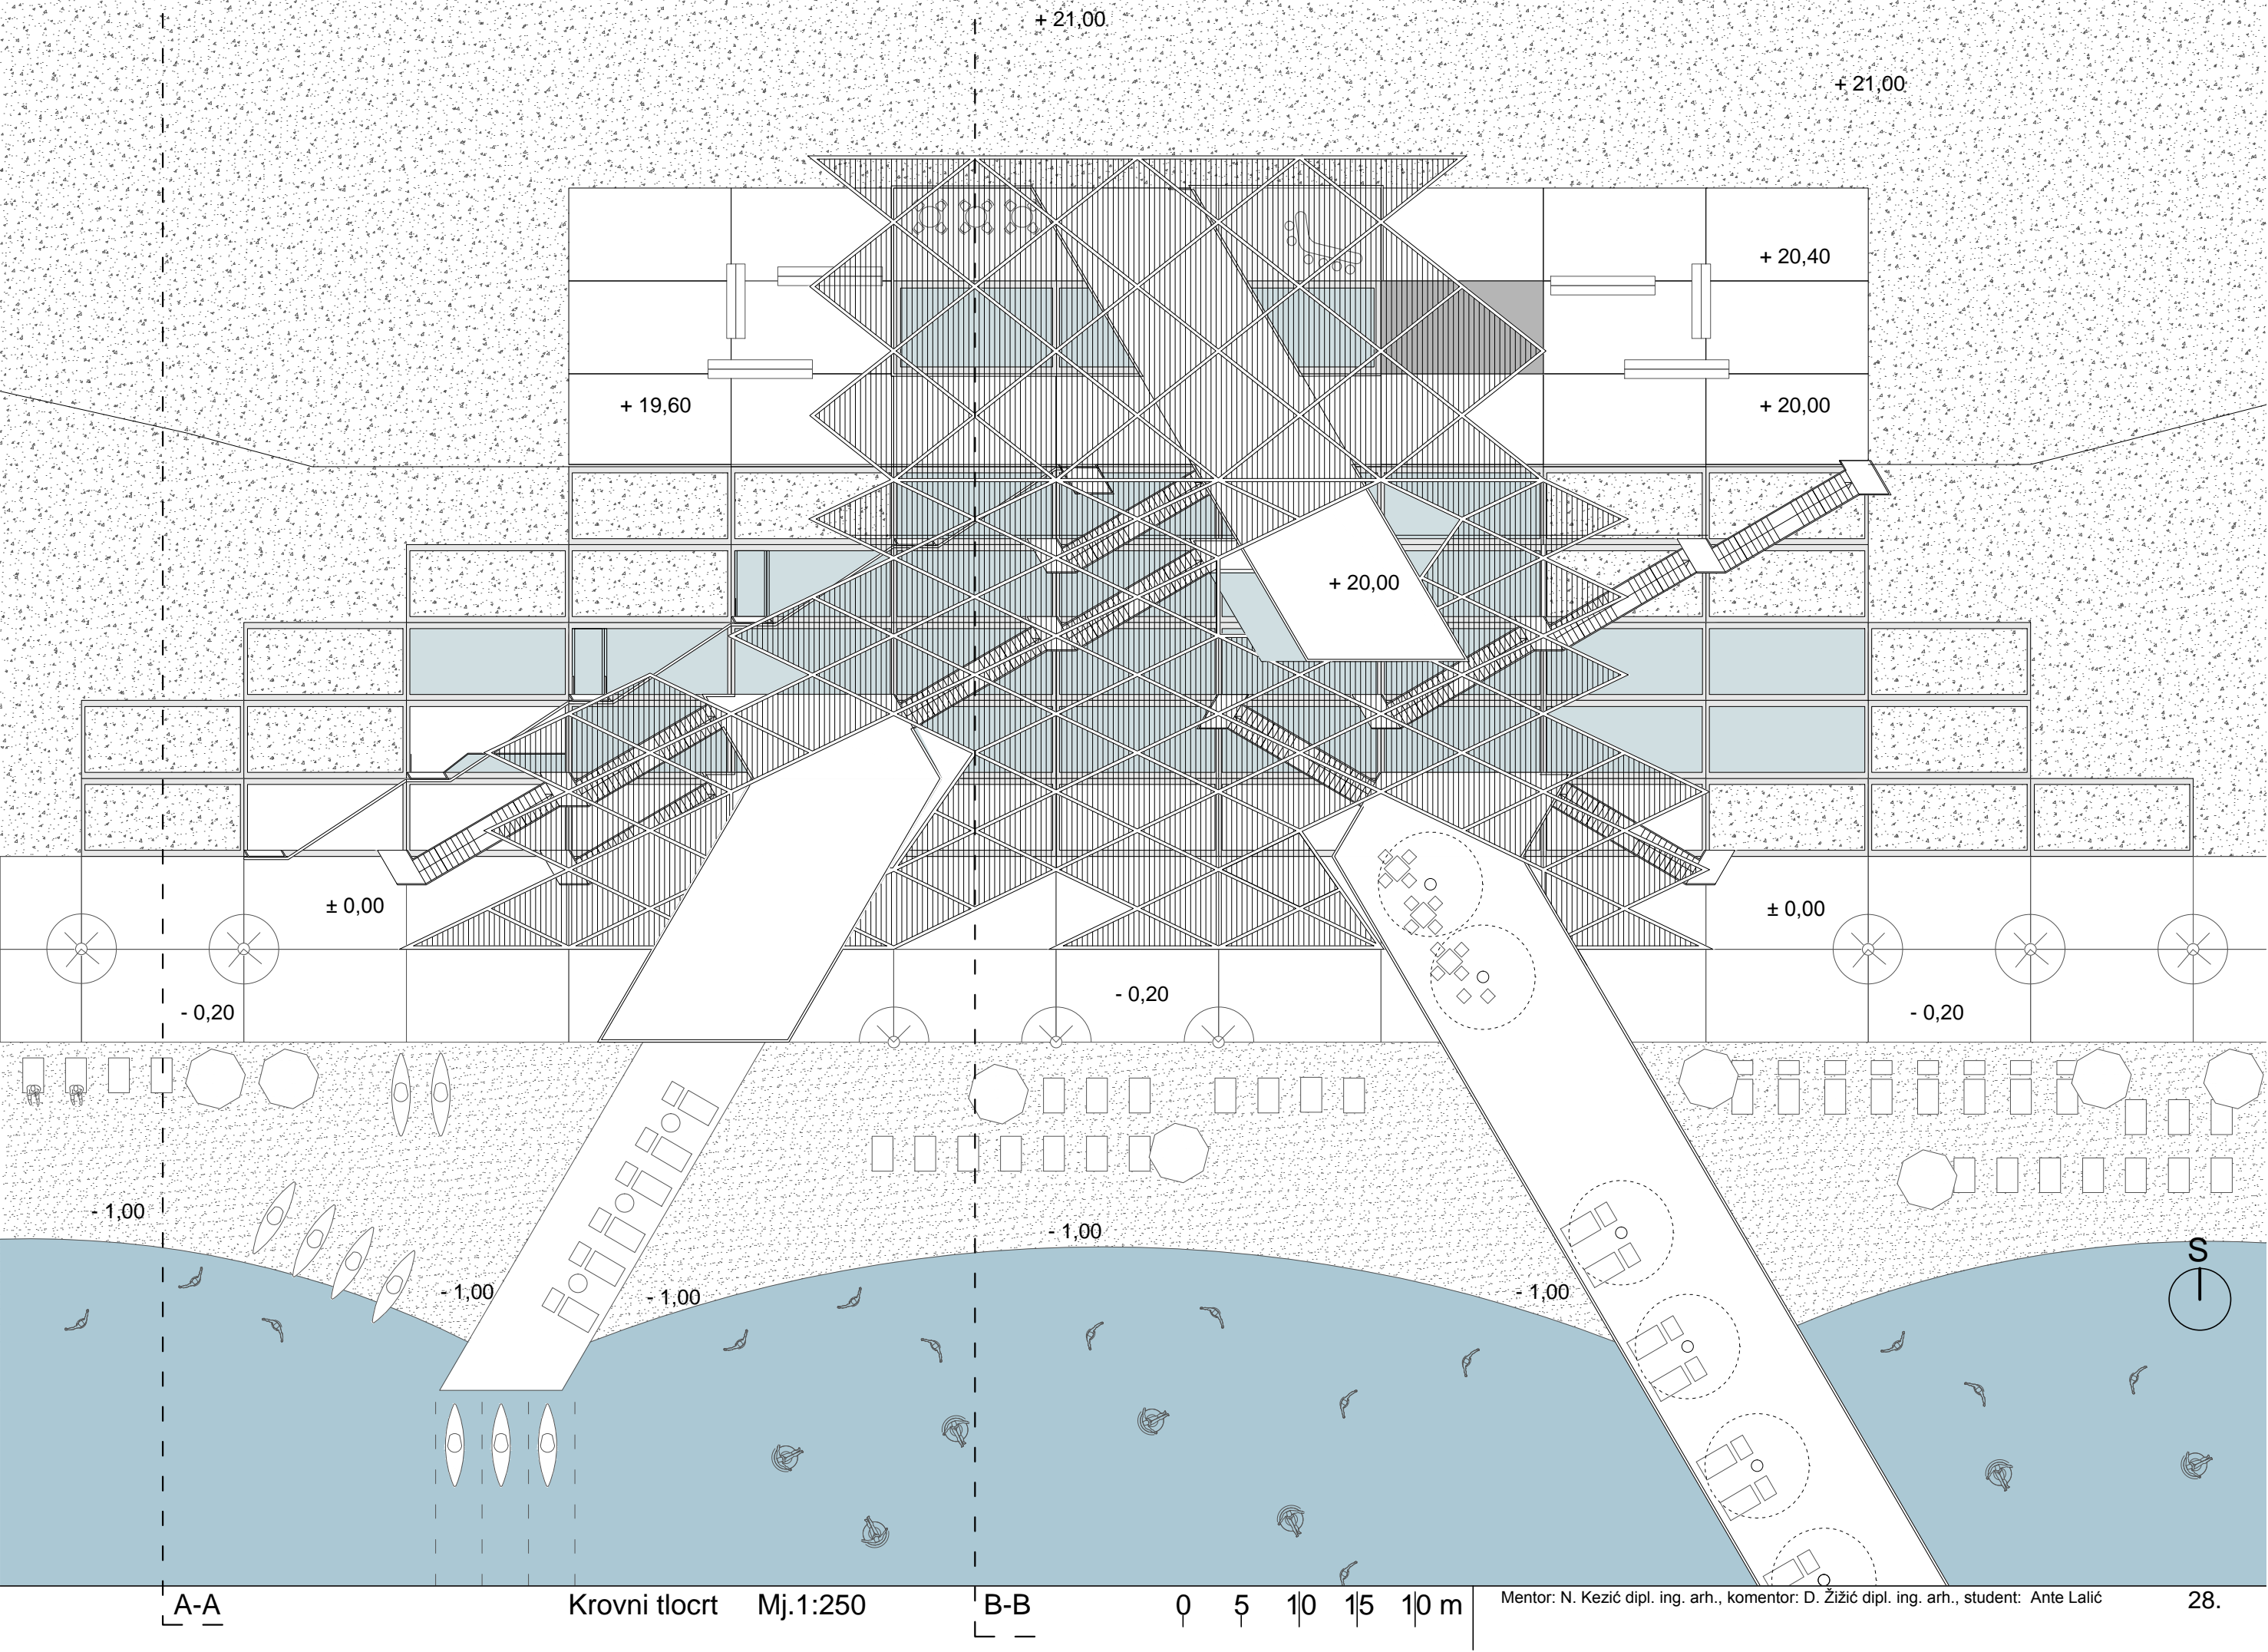 + 21,00
+ 21,00
+ 20,40
+ 19,60
+ 20,00
+ 20,00
± 0,00
± 0,00
- 0,20
- 0,20
- 0,20
- 1,00
- 1,00
- 1,00
- 1,00
- 1,00
S
A-A
Krovni tlocrt Mj.1:250
B-B
0 5 10 15 10 m
Mentor: N. Kezić dipl. ing. arh., komentor: D. Žižić dipl. ing. arh., student: Ante Lalić
28.